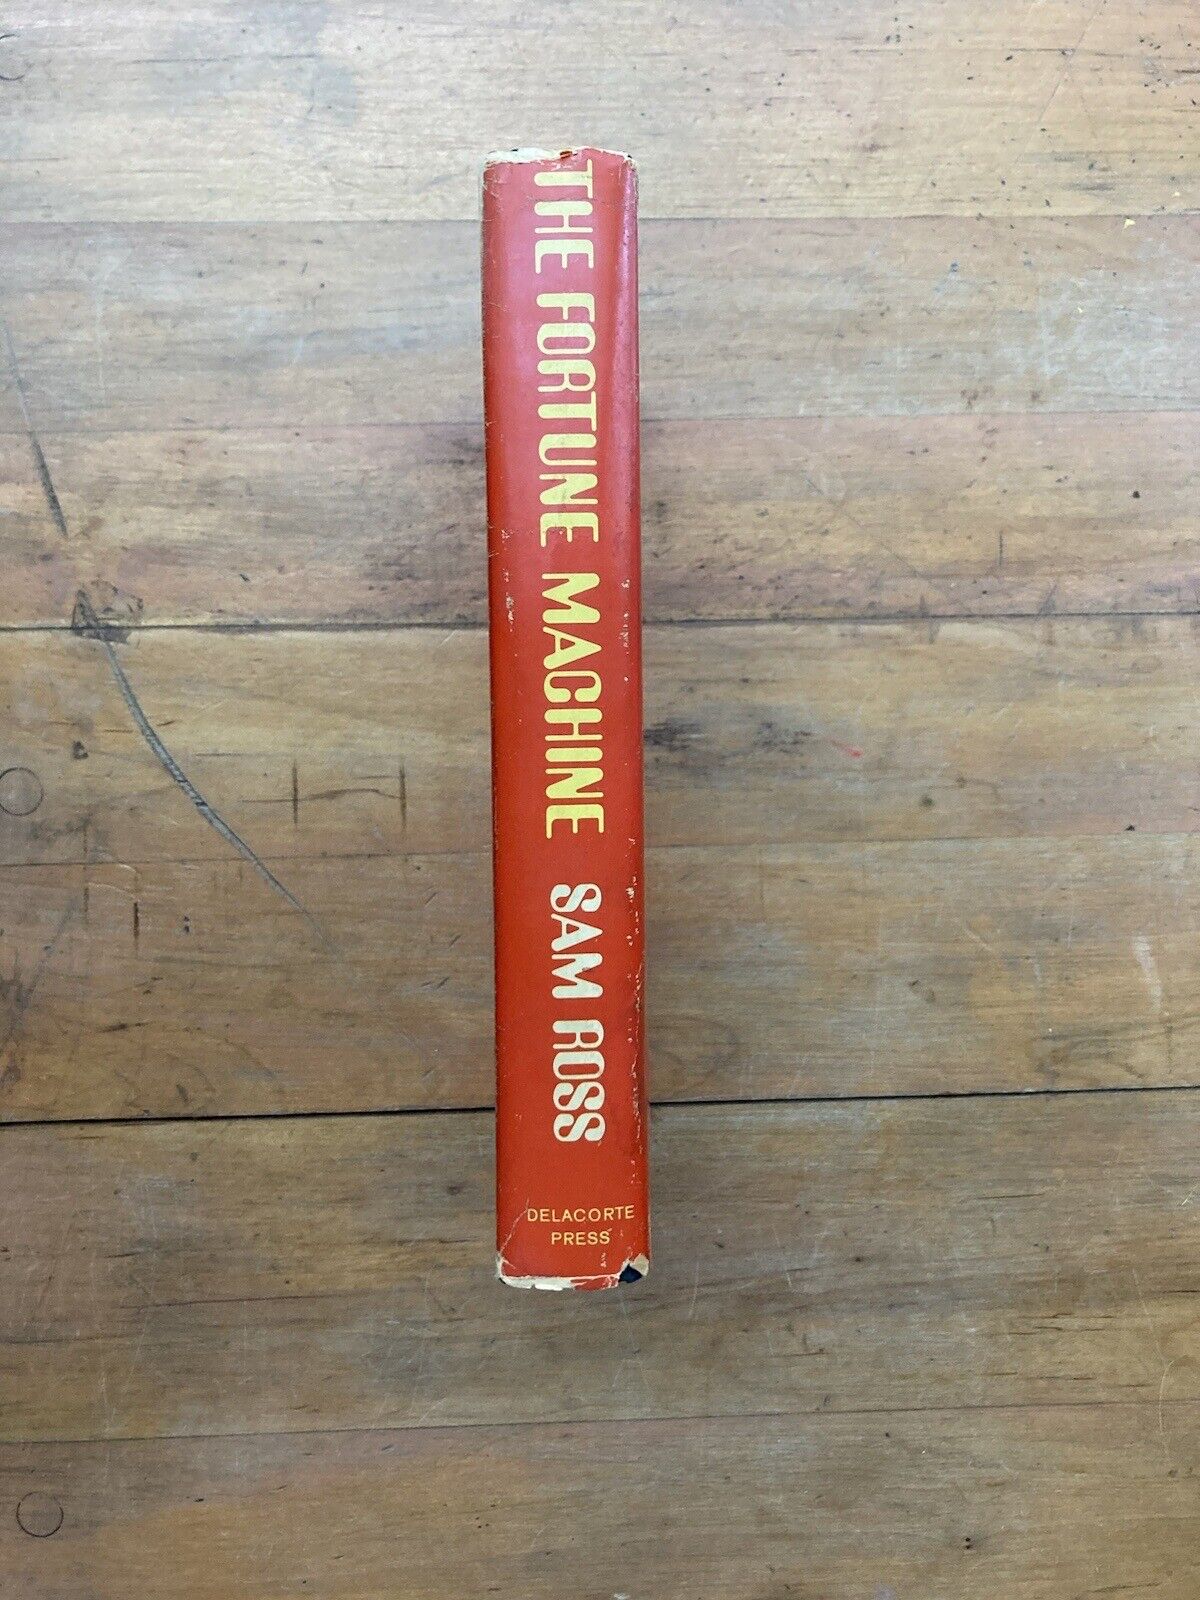 THE FORTUNE MACHINE SAM ROSS
DELACORTE
PRESS